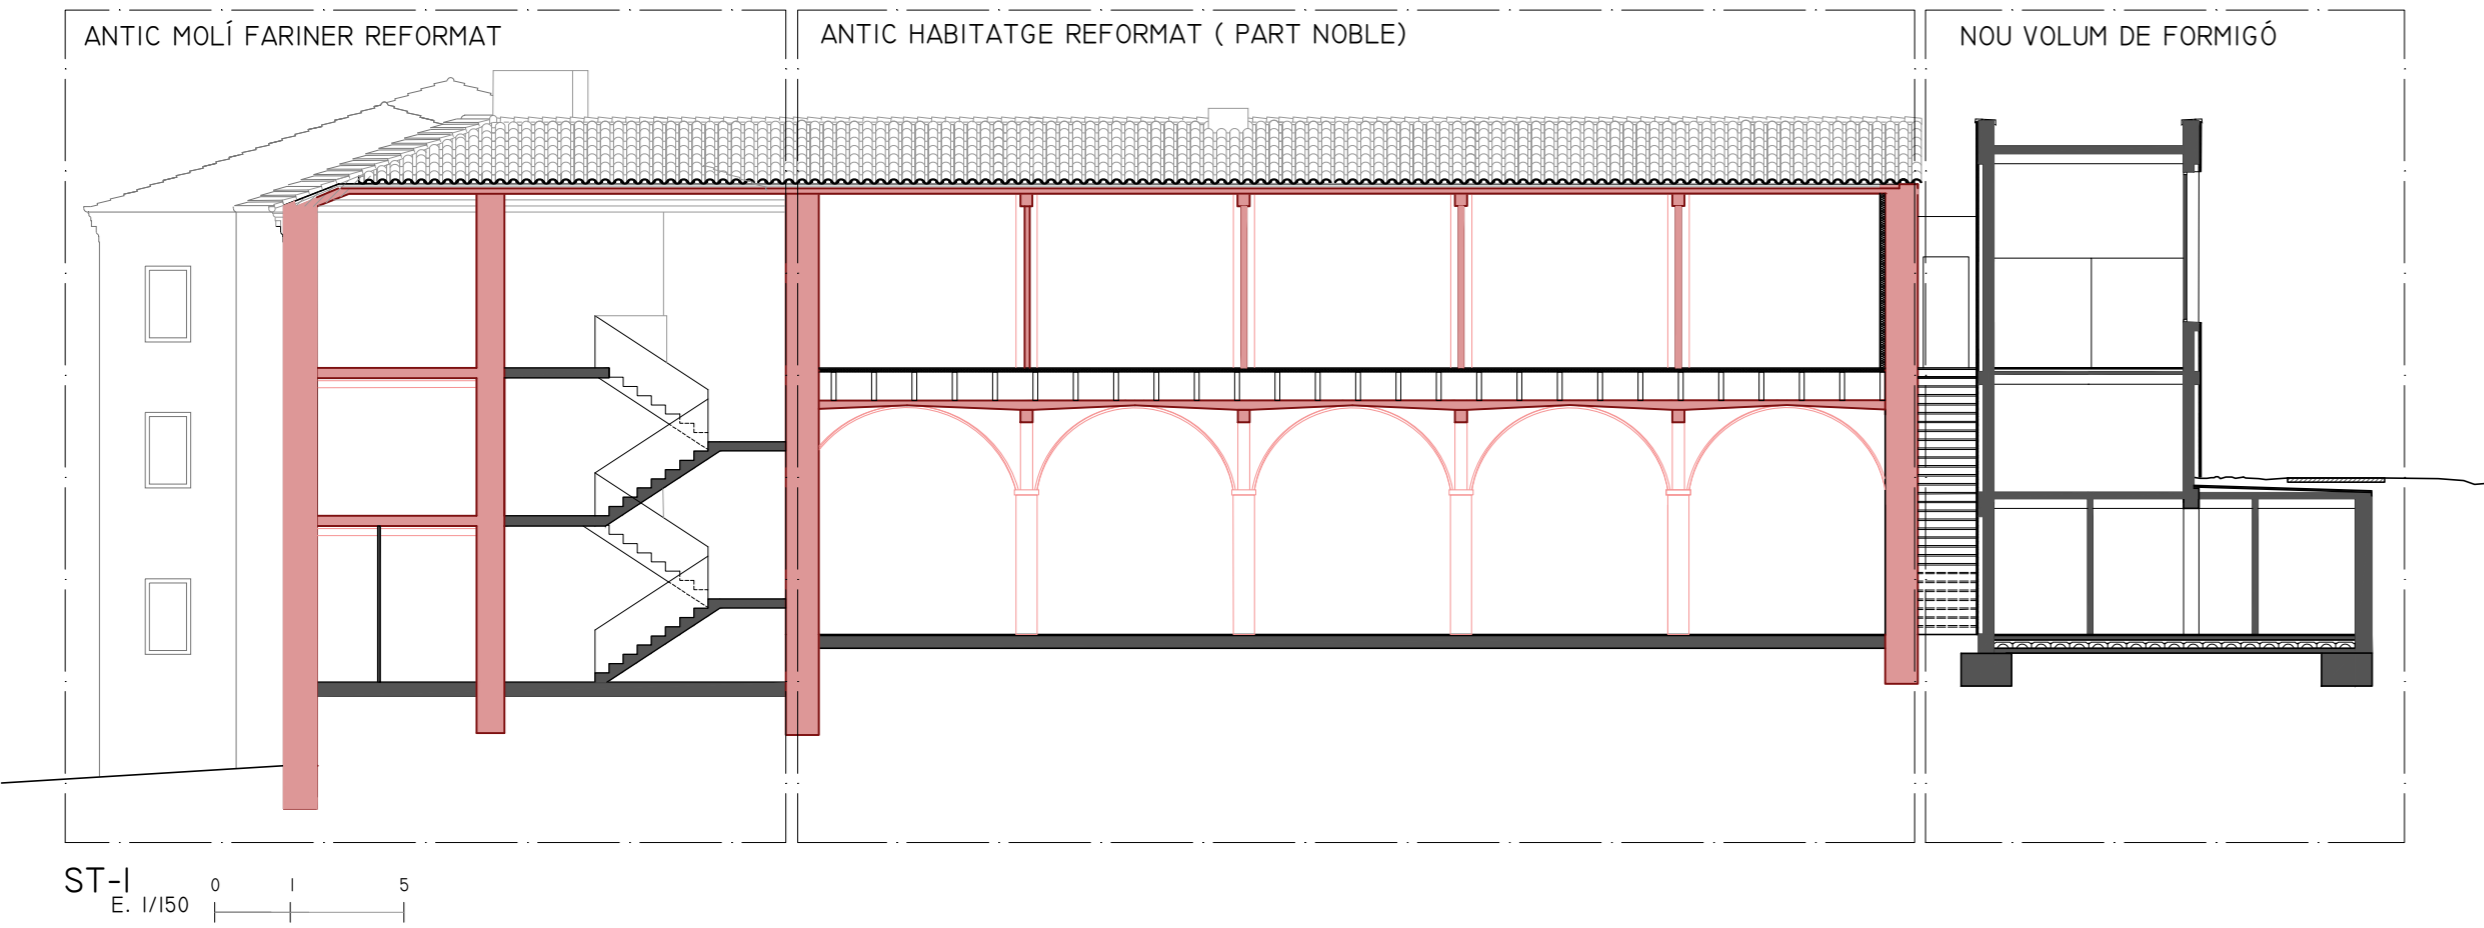 ANTIC MOLÍ FARINER REFORMAT
ANTIC HABITATGE REFORMAT ( PART NOBLE)
NOU VOLUM DE FORMIGÓ
ST-1
E. 1/150
0 1 5